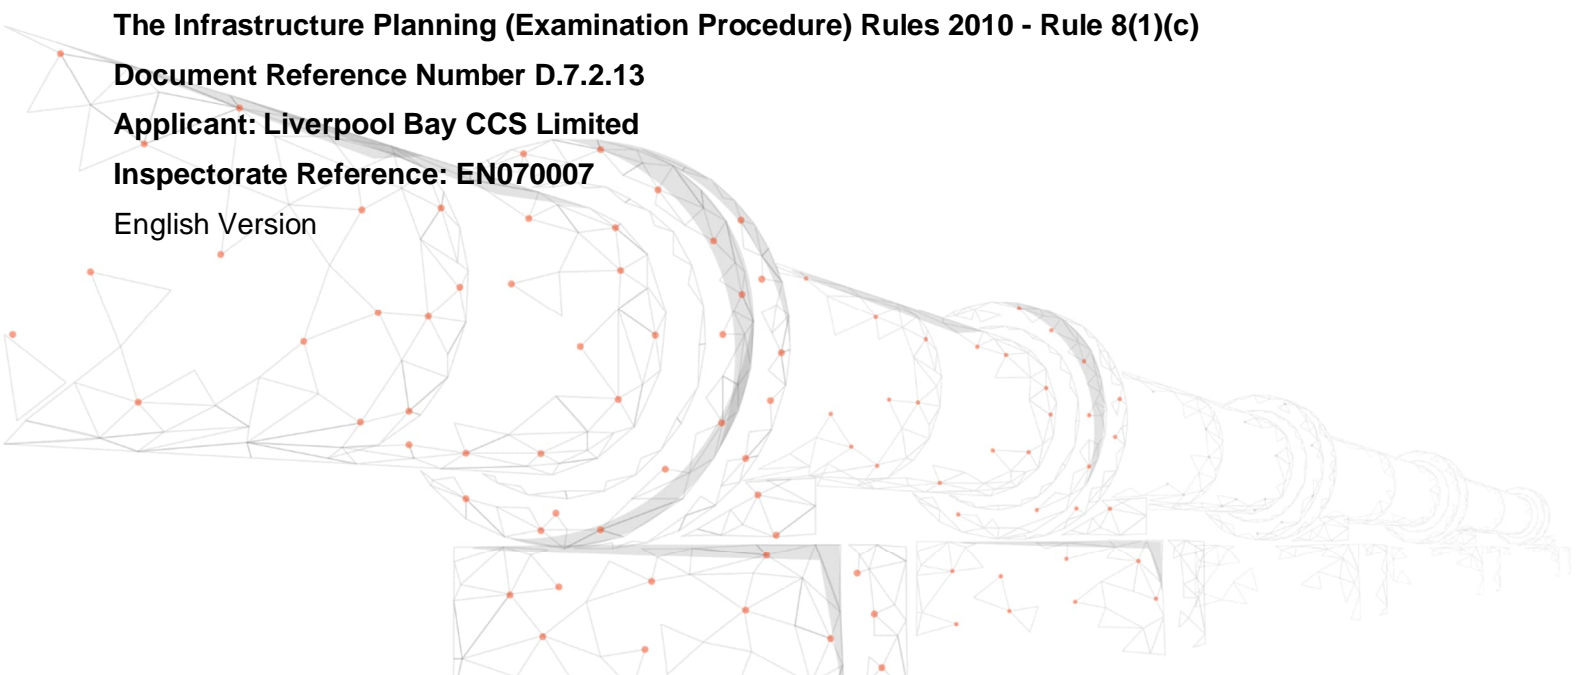 The Infrastructure Planning (Examination Procedure) Rules 2010 - Rule 8(1)(c)
Document Reference Number D.7.2.13
Applicant: Liverpool Bay CCS Limited
Inspectorate Reference: EN070007
English Version